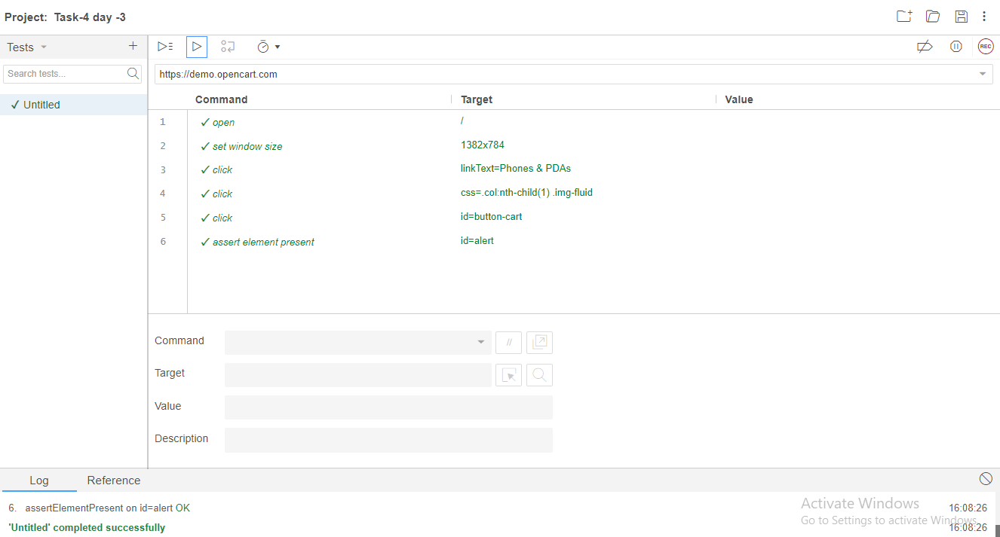 Project: Task-4 day -3
Tests
REC
Search tests...
https://demo.opencart.com
Command Target Value
Untitled
1 open /
2 set window size 1382x784
3 click linkText=Phones & PDAs
4 click css=.col:nth-child(1) .img-fluid
5 click id=button-cart
6 assert element present id=alert
Command //
Target
Value
Description
Log Reference
6. assertElementPresent on id=alert OK 16:08:26
'Untitled' completed successfully 16:08:26
Activate Windows
Go to Settings to activate Windows.